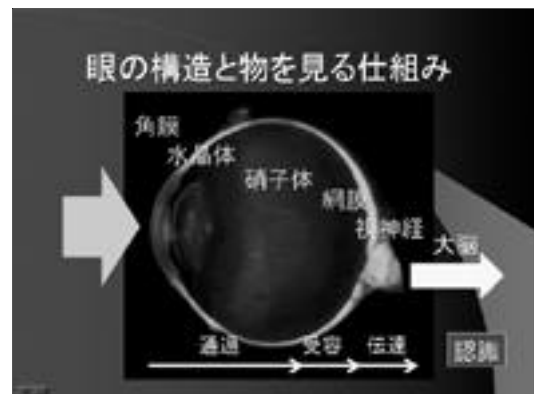 眼の構造と物を見る仕組み
角膜
水晶体
硝子体
網膜
視神経
大脳
通過
受容
伝達
認識